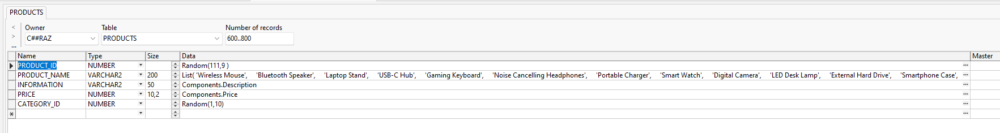 PRODUCTS
< Owner Table Number of records
> C##RAZ PRODUCTS 600..800
...
Name Type Size Data Master
PRODUCT_ID NUMBER Random(111,9 ) ...
PRODUCT_NAME VARCHAR2 200 List( 'Wireless Mouse', 'Bluetooth Speaker', 'Laptop Stand', 'USB-C Hub', 'Gaming Keyboard', 'Noise Cancelling Headphones', 'Portable Charger', 'Smart Watch', 'Digital Camera', 'LED Desk Lamp', 'External Hard Drive', 'Smartphone Case', ...
INFORMATION VARCHAR2 50 Components.Description ...
PRICE NUMBER 10,2 Components.Price ...
CATEGORY_ID NUMBER Random(1,10) ...
* ...